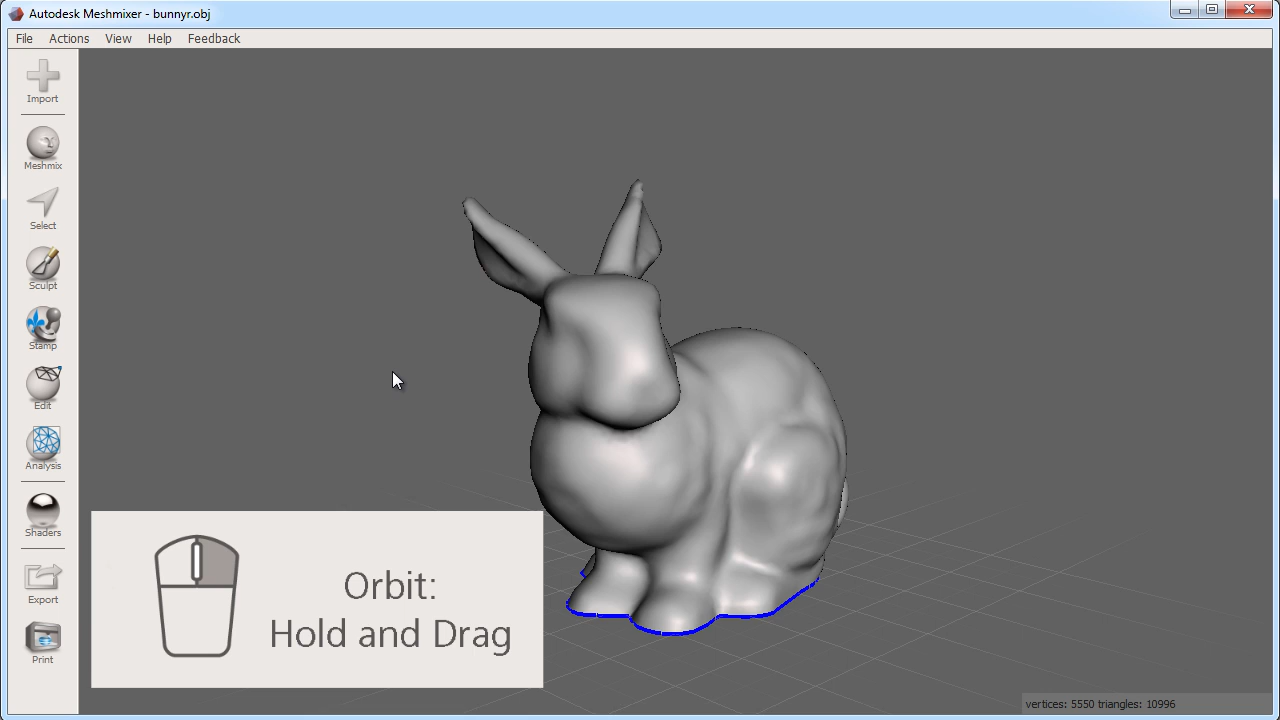 Autodesk Meshmixer - bunnyr.obj
File Actions View Help Feedback
Import
Meshmix
Select
Sculpt
Stamp
Edit
Analysis
Shaders
Export
Print
Orbit:
Hold and Drag
vertices: 5550 triangles: 10996